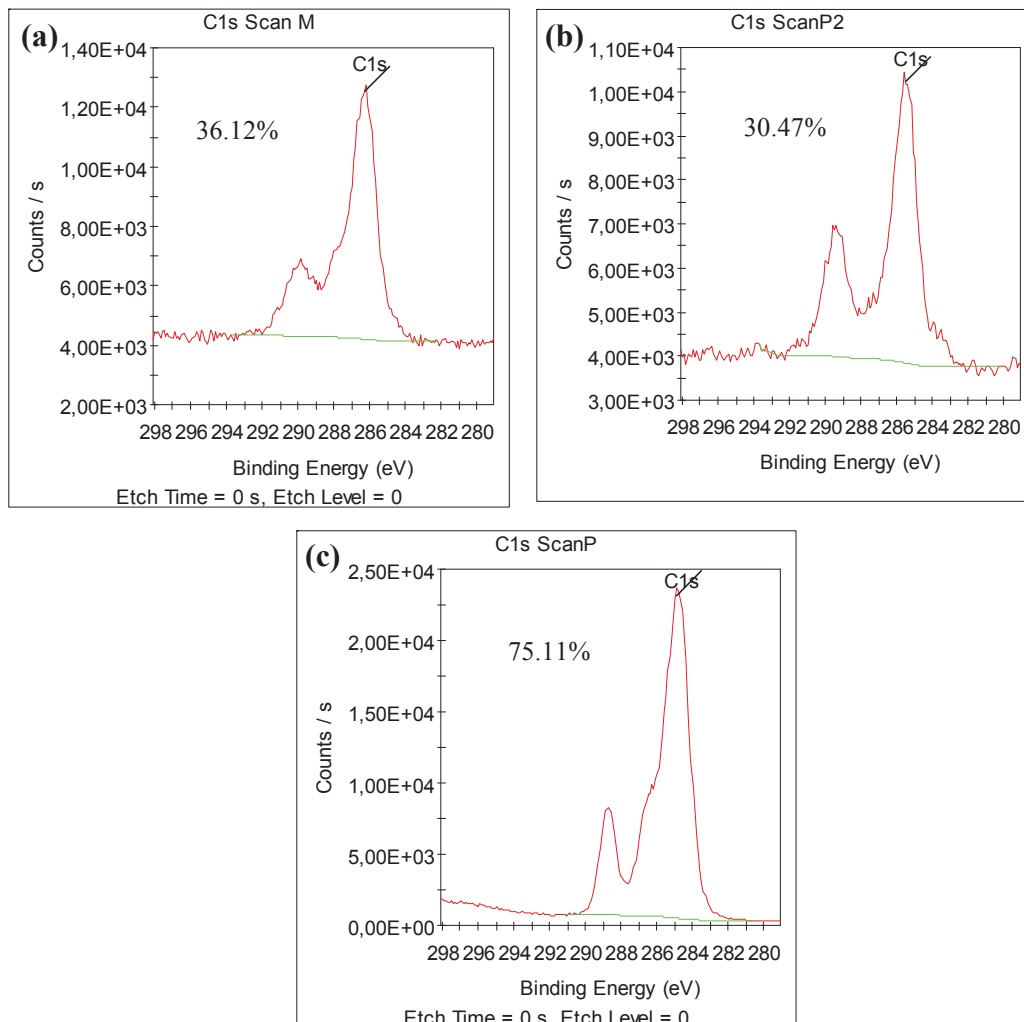 (a)
C1s Scan M
1,40E+04
C1s
1,20E+04
36.12%
1,00E+04
8,00E+03
6,00E+03
4,00E+03
2,00E+03
Counts / s
298 296 294 292 290 288 286 284 282 280
Binding Energy (eV)
Etch Time = 0 s, Etch Level = 0
(b)
C1s ScanP2
1,10E+04
C1s
1,00E+04
30.47%
9,00E+03
8,00E+03
7,00E+03
6,00E+03
5,00E+03
4,00E+03
3,00E+03
Counts / s
298 296 294 292 290 288 286 284 282 280
Binding Energy (eV)
(c)
C1s ScanP
2,50E+04
C1s
2,00E+04
75.11%
1,50E+04
1,00E+04
5,00E+03
0,00E+00
Counts / s
298 296 294 292 290 288 286 284 282 280
Binding Energy (eV)
Etch Time = 0 s, Etch Level = 0